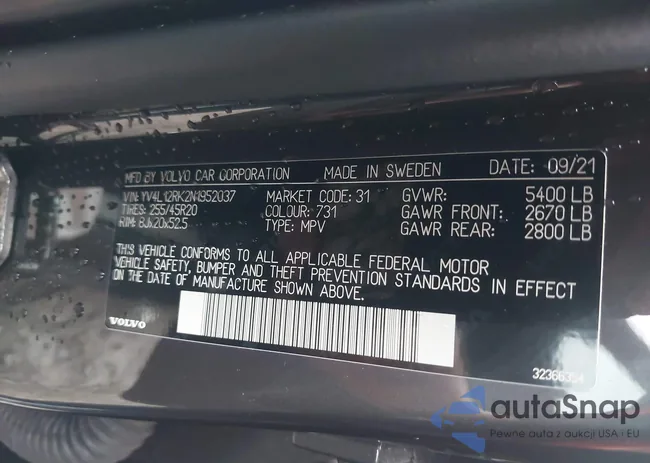 MFD BY VOLVO CAR CORPORATION MADE IN SWEDEN DATE: 09/21
VIN: YV4L12RK2N1952037 MARKET CODE: 31 GVWR: 5400 LB
TIRES: 255/45R20 COLOUR: 731 GAWR FRONT: 2670 LB
RIM: 8Jx20x52.5 TYPE: MPV GAWR REAR: 2800 LB
THIS VEHICLE CONFORMS TO ALL APPLICABLE FEDERAL MOTOR
VEHICLE SAFETY, BUMPER AND THEFT PREVENTION STANDARDS IN EFFECT
ON THE DATE OF MANUFACTURE SHOWN ABOVE.
VOLVO
autaSnap
Pewne auta z aukcji USA i EU